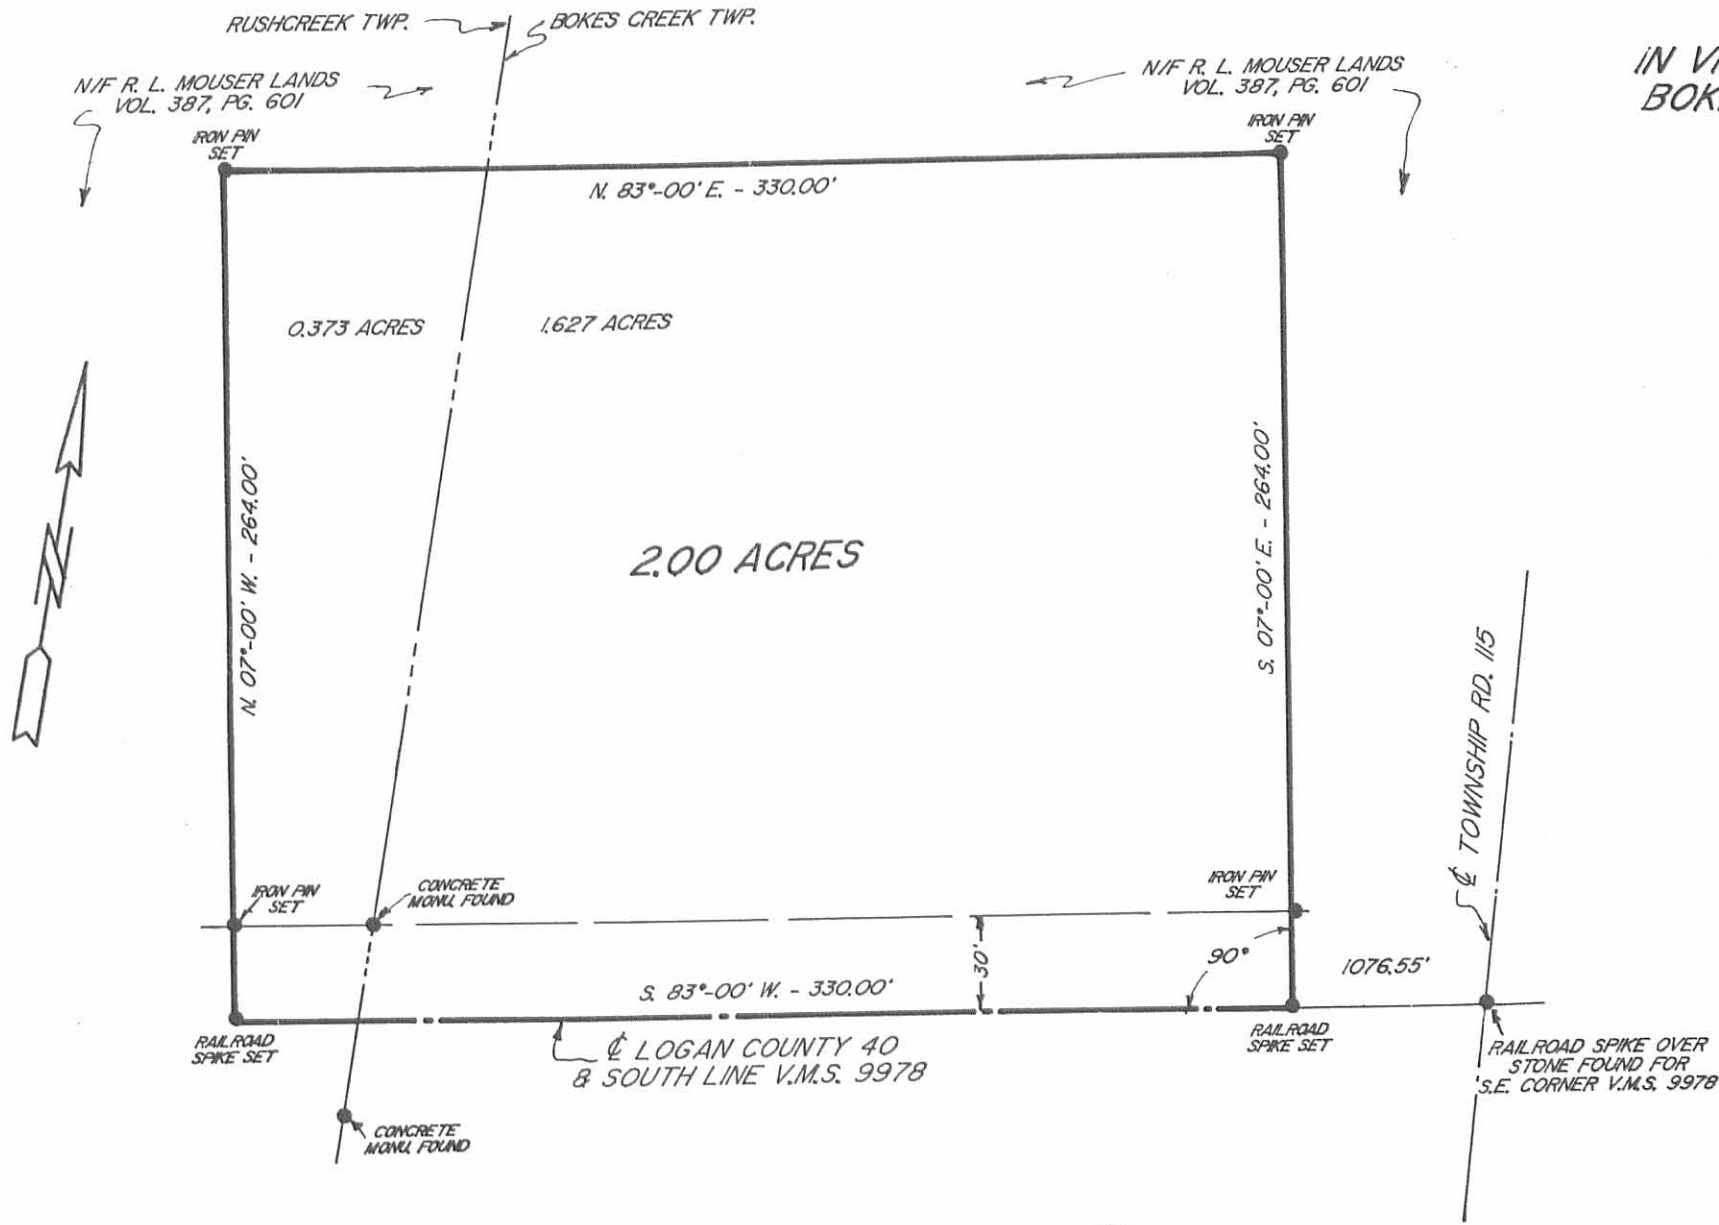 RUSHCREEK TWP.
BOKES CREEK TWP.
N/F R. L. MOUSER LANDS
VOL. 387, PG. 601
N/F R. L. MOUSER LANDS
VOL. 387, PG. 601
IN VI
BOK
IRON PIN
SET
IRON PIN
SET
N. 83°-00' E. - 330.00'
0.373 ACRES
1.627 ACRES
N. 07°-00' W. - 264.00'
2.00 ACRES
S. 07°-00' E. - 264.00'
N
℄ TOWNSHIP RD. 115
IRON PIN
SET
CONCRETE
MONU. FOUND
IRON PIN
SET
30'
90°
1076.55'
S. 83°-00' W. - 330.00'
RAILROAD
SPIKE SET
℄ LOGAN COUNTY 40
& SOUTH LINE V.M.S. 9978
RAILROAD
SPIKE SET
RAILROAD SPIKE OVER
STONE FOUND FOR
S.E. CORNER V.M.S. 9978
CONCRETE
MONU. FOUND